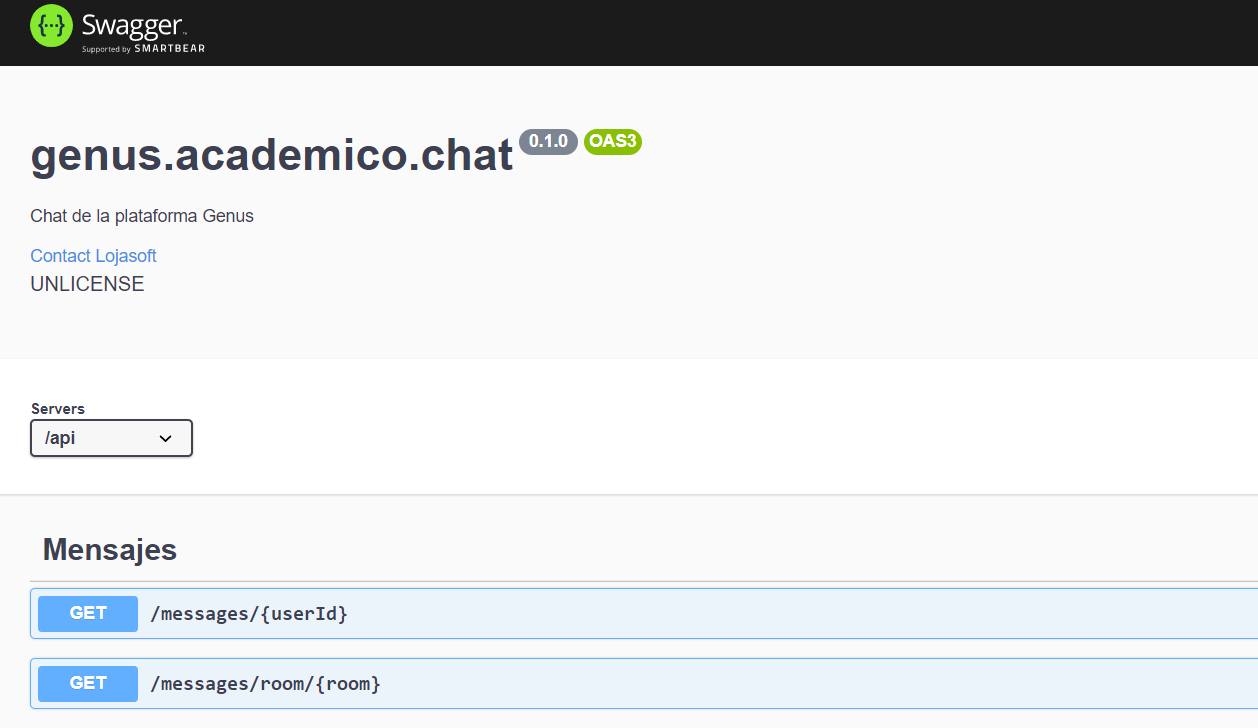 {···} Swagger™
Supported by SMARTBEAR
genus.academico.chat 0.1.0 OAS3
Chat de la plataforma Genus
Contact Lojasoft
UNLICENSE
Servers
/api
Mensajes
GET /messages/{userId}
GET /messages/room/{room}